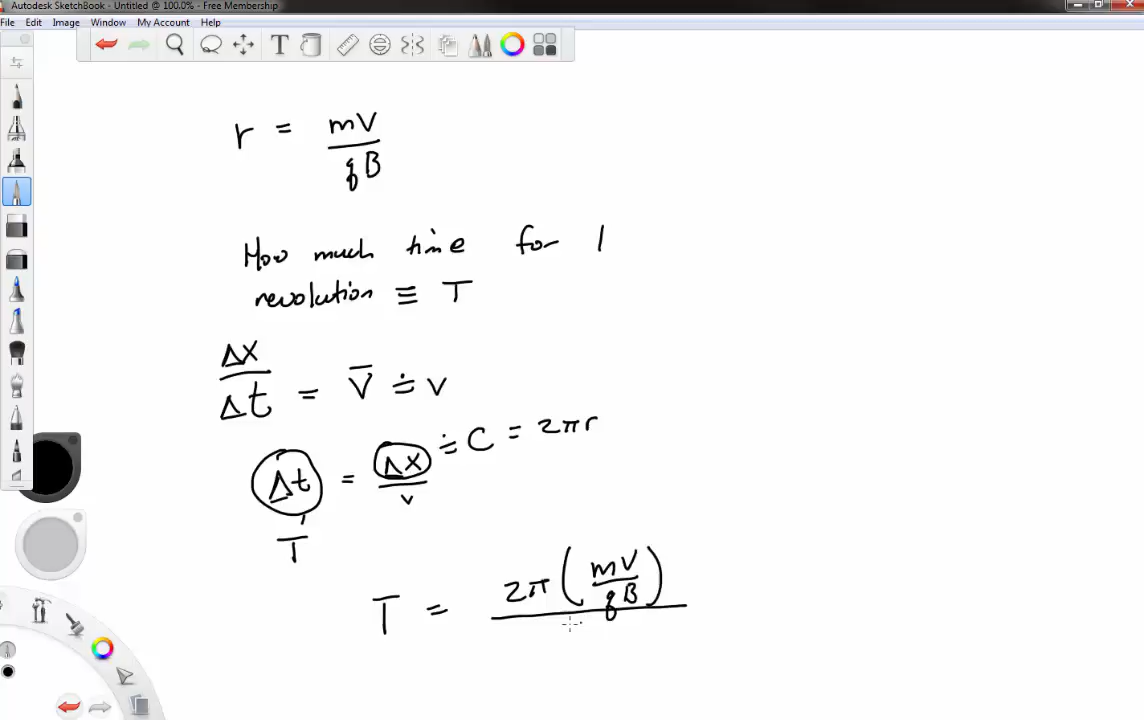 Autodesk SketchBook - Untitled @ 100.0% - Free Membership
File Edit Image Window My Account Help
r = mV / qB
How much time for 1
revolution ≡ T
Δx / Δt = V̄ ≐ v
Δt = Δx / v ≐ C = 2πr
T
T = 2π (mV / qB)